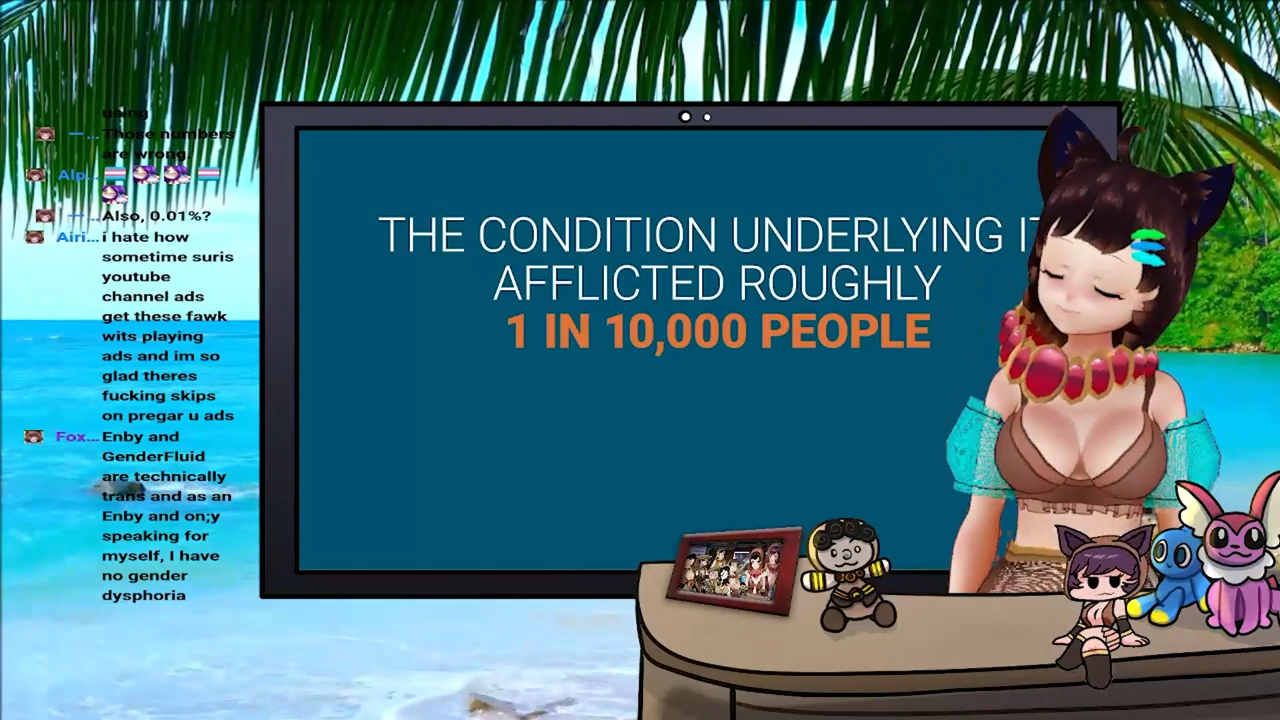 using
—... Those numbers
are wrong.
Alp...
—... Also, 0.01%?
Airi... i hate how
sometime suris
youtube
channel ads
get these fawk
wits playing
ads and im so
glad theres
fucking skips
on pregar u ads
Fox... Enby and
GenderFluid
are technically
trans and as an
Enby and on;y
speaking for
myself, I have
no gender
dysphoria
THE CONDITION UNDERLYING IT
AFFLICTED ROUGHLY
1 IN 10,000 PEOPLE